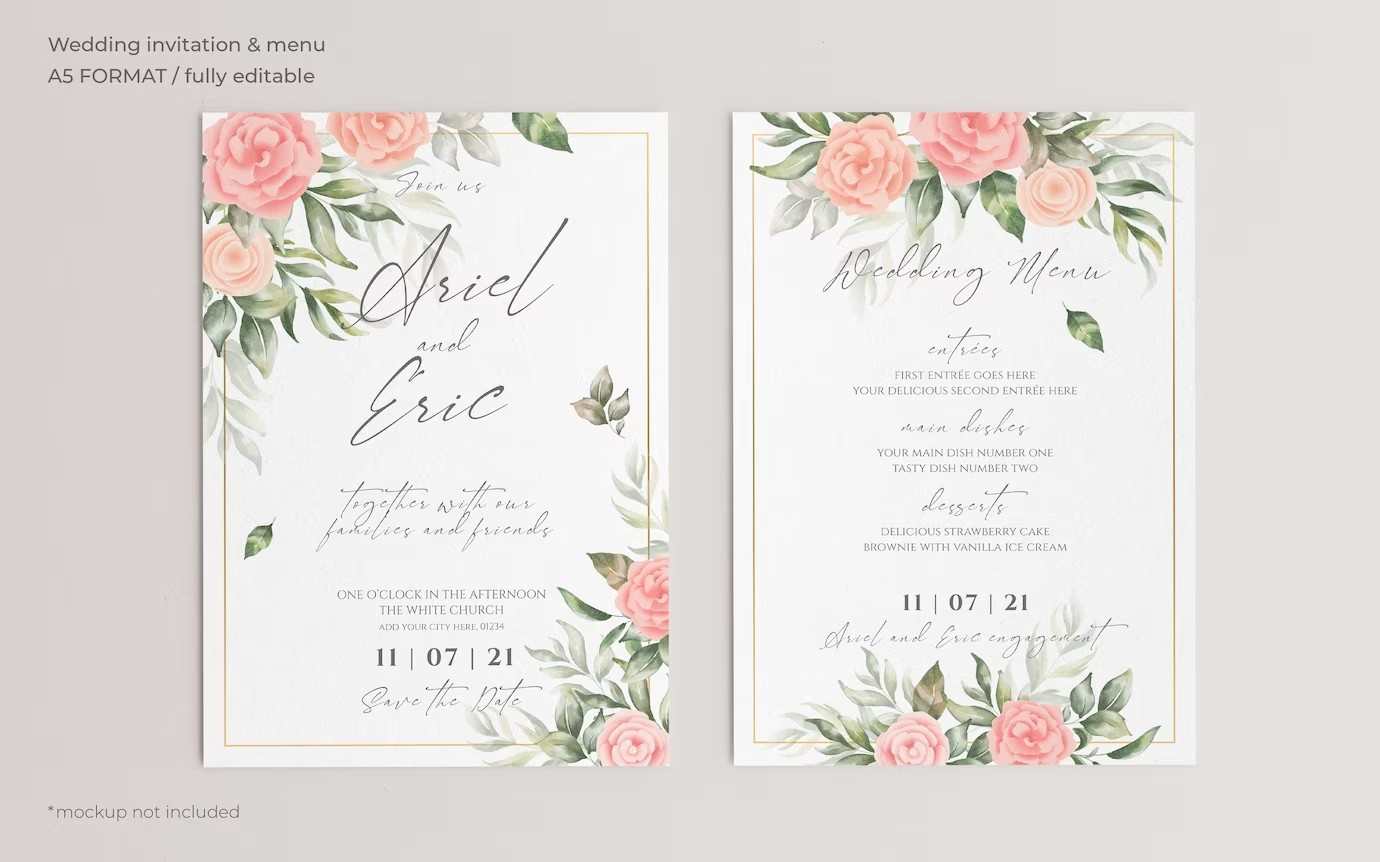 Wedding invitation & menu
A5 FORMAT / fully editable
Join us
Ariel
and
Eric
together with our
families and friends
ONE O'CLOCK IN THE AFTERNOON
THE WHITE CHURCH
ADD YOUR CITY HERE, 01234
11 | 07 | 21
Save the Date
Wedding Menu
entrées
FIRST ENTRÉE GOES HERE
YOUR DELICIOUS SECOND ENTRÉE HERE
main dishes
YOUR MAIN DISH NUMBER ONE
TASTY DISH NUMBER TWO
desserts
DELICIOUS STRAWBERRY CAKE
BROWNIE WITH VANILLA ICE CREAM
11 | 07 | 21
Ariel and Eric engagement
*mockup not included